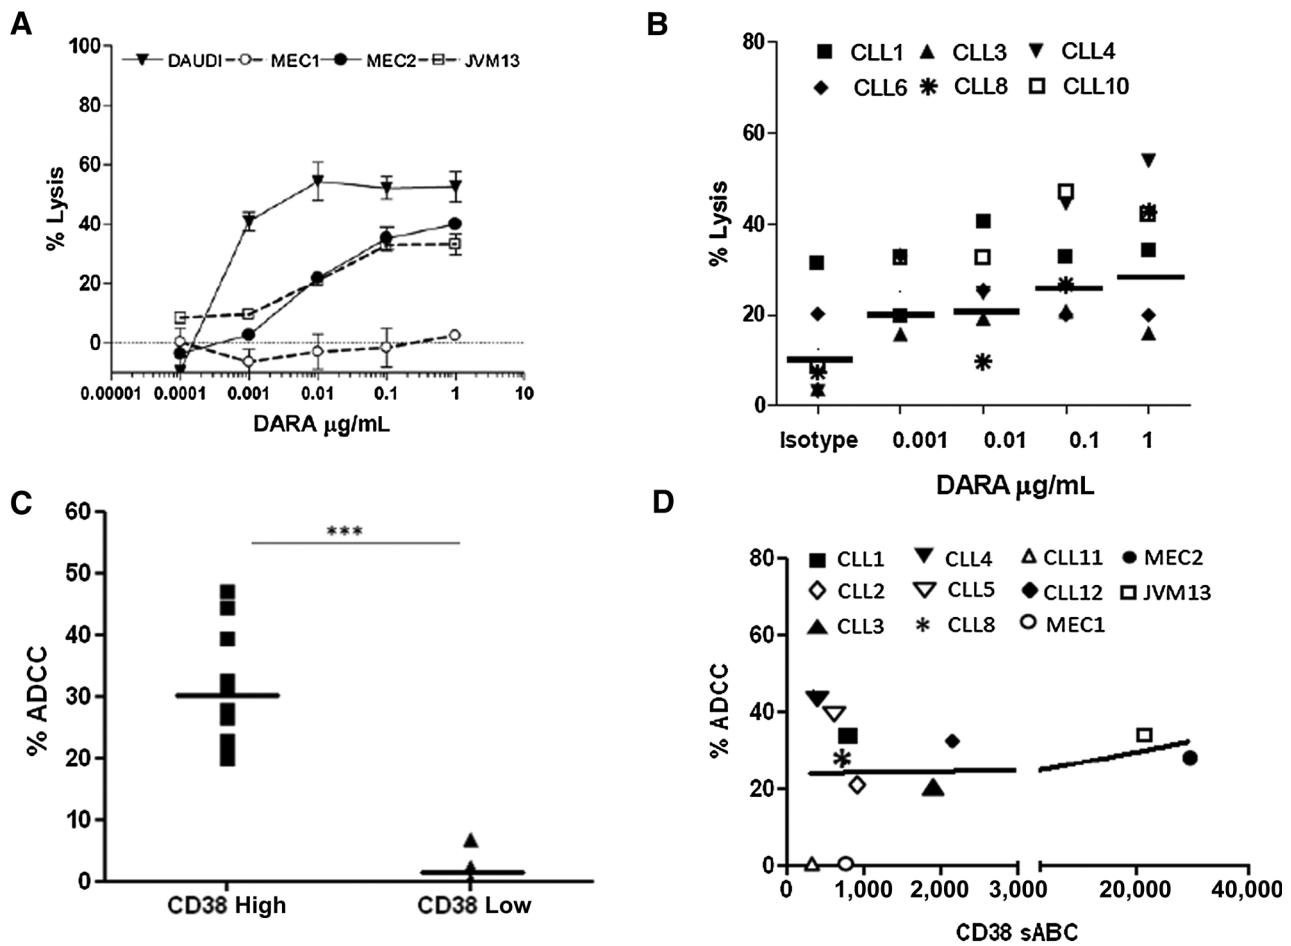 A
100
80
60
40
20
0
% Lysis
DAUDI MEC1 MEC2 JVM13
0.00001 0.0001 0.001 0.01 0.1 1 10
DARA µg/mL
B
80
60
40
20
0
% Lysis
CLL1 CLL3 CLL4
CLL6 CLL8 CLL10
Isotype 0.001 0.01 0.1 1
DARA µg/mL
C
60
50
40
30
20
10
0
% ADCC
***
CD38 High CD38 Low
D
80
60
40
20
0
% ADCC
CLL1 CLL4 CLL11 MEC2
CLL2 CLL5 CLL12 JVM13
CLL3 CLL8 MEC1
0 1,000 2,000 3,000 20,000 40,000
CD38 sABC